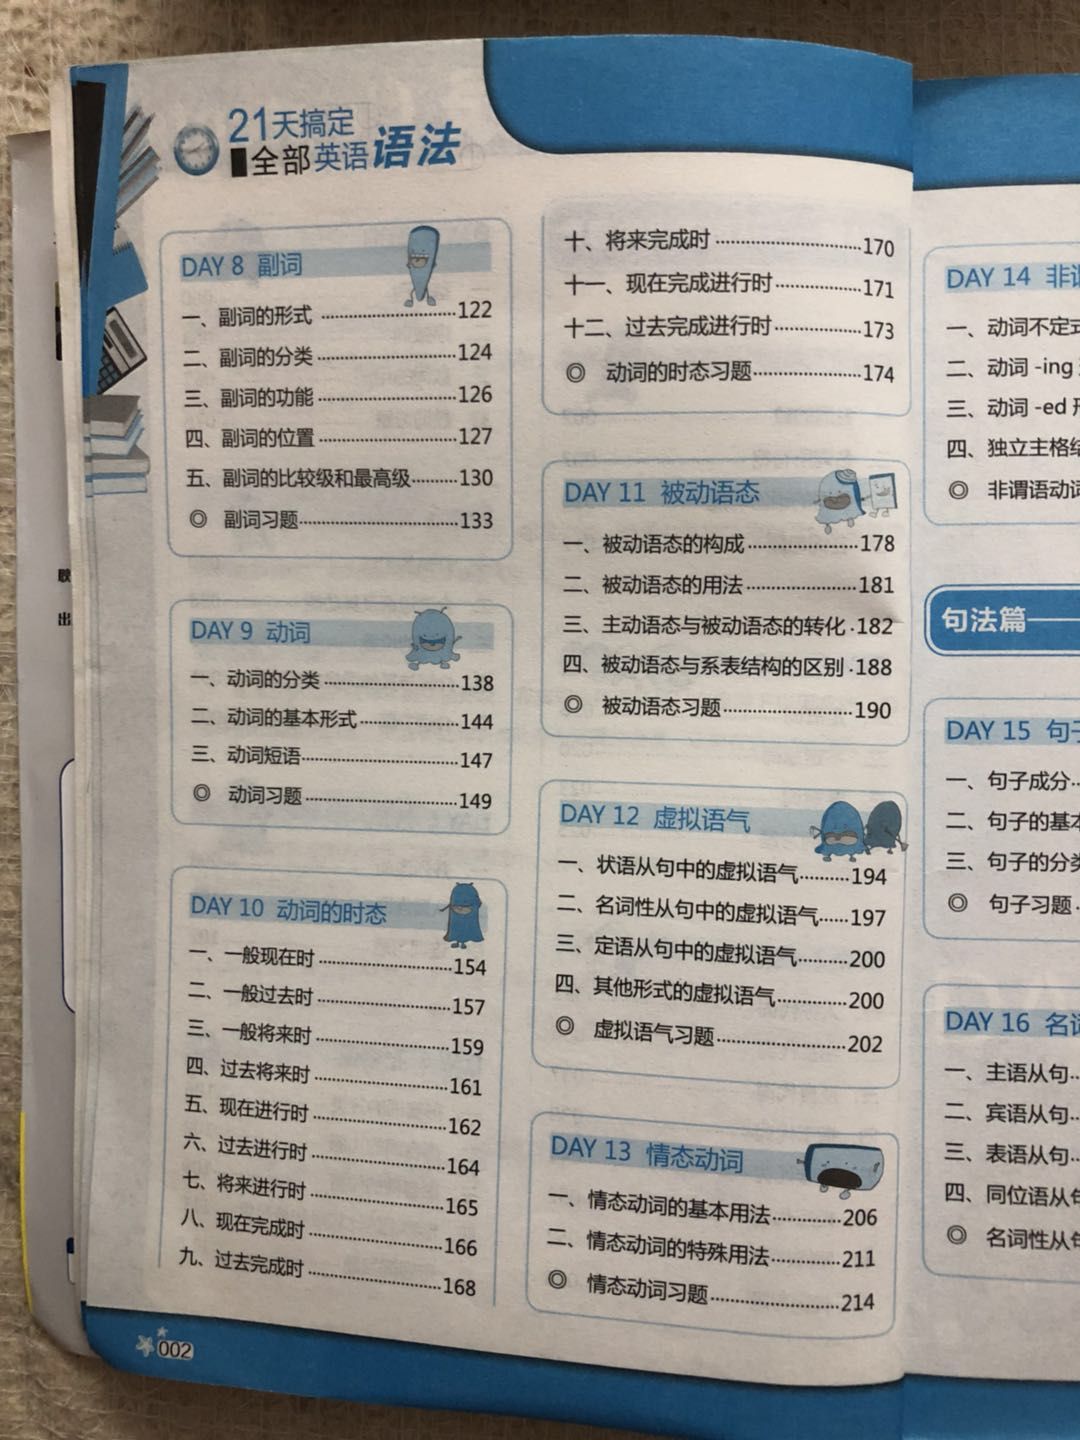 21天搞定
全部英语语法
DAY 8 副词
一、副词的形式 ……………………122
二、副词的分类 ……………………124
三、副词的功能 ……………………126
四、副词的位置 ……………………127
五、副词的比较级和最高级………130
◎ 副词习题…………………………133
DAY 9 动词
一、动词的分类 ……………………138
二、动词的基本形式 ………………144
三、动词短语…………………………147
◎ 动词习题…………………………149
DAY 10 动词的时态
一、一般现在时 ……………………154
二、一般过去时 ……………………157
三、一般将来时 ……………………159
四、过去将来时 ……………………161
五、现在进行时 ……………………162
六、过去进行时 ……………………164
七、将来进行时 ……………………165
八、现在完成时 ……………………166
九、过去完成时 ……………………168
十、将来完成时 ……………………170
十一、现在完成进行时 ……………171
十二、过去完成进行时 ……………173
◎ 动词的时态习题…………………174
DAY 11 被动语态
一、被动语态的构成 ………………178
二、被动语态的用法 ………………181
三、主动语态与被动语态的转化 ·182
四、被动语态与系表结构的区别 ·188
◎ 被动语态习题……………………190
DAY 12 虚拟语气
一、状语从句中的虚拟语气………194
二、名词性从句中的虚拟语气……197
三、定语从句中的虚拟语气………200
四、其他形式的虚拟语气…………200
◎ 虚拟语气习题……………………202
DAY 13 情态动词
一、情态动词的基本用法…………206
二、情态动词的特殊用法…………211
◎ 情态动词习题……………………214
002
DAY 14 非
一、动词不定式
二、动词 -ing
三、动词 -ed
四、独立主格
◎ 非谓语动词
句法篇
DAY 15 句子
一、句子成分
二、句子的基本
三、句子的分类
◎ 句子习题
DAY 16 名
一、主语从句
二、宾语从句
三、表语从句
四、同位语从句
◎ 名词性从句